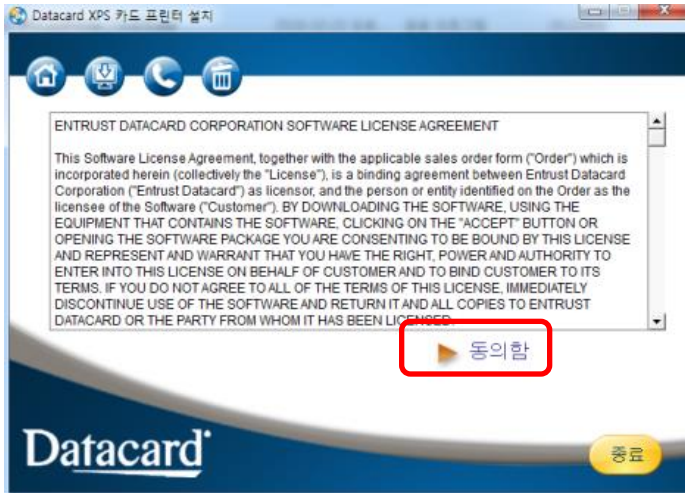 Datacard XPS 카드 프린터 설치
ENTRUST DATACARD CORPORATION SOFTWARE LICENSE AGREEMENT
This Software License Agreement, together with the applicable sales order form ("Order") which is
incorporated herein (collectively the "License"), is a binding agreement between Entrust Datacard
Corporation ("Entrust Datacard") as licensor, and the person or entity identified on the Order as the
licensee of the Software ("Customer"). BY DOWNLOADING THE SOFTWARE, USING THE
EQUIPMENT THAT CONTAINS THE SOFTWARE, CLICKING ON THE "ACCEPT" BUTTON OR
OPENING THE SOFTWARE PACKAGE YOU ARE CONSENTING TO BE BOUND BY THIS LICENSE
AND REPRESENT AND WARRANT THAT YOU HAVE THE RIGHT, POWER AND AUTHORITY TO
ENTER INTO THIS LICENSE ON BEHALF OF CUSTOMER AND TO BIND CUSTOMER TO ITS
TERMS. IF YOU DO NOT AGREE TO ALL OF THE TERMS OF THIS LICENSE, IMMEDIATELY
DISCONTINUE USE OF THE SOFTWARE AND RETURN IT AND ALL COPIES TO ENTRUST
DATACARD OR THE PARTY FROM WHOM IT HAS BEEN LICENSED.
동의함
Datacard
종료